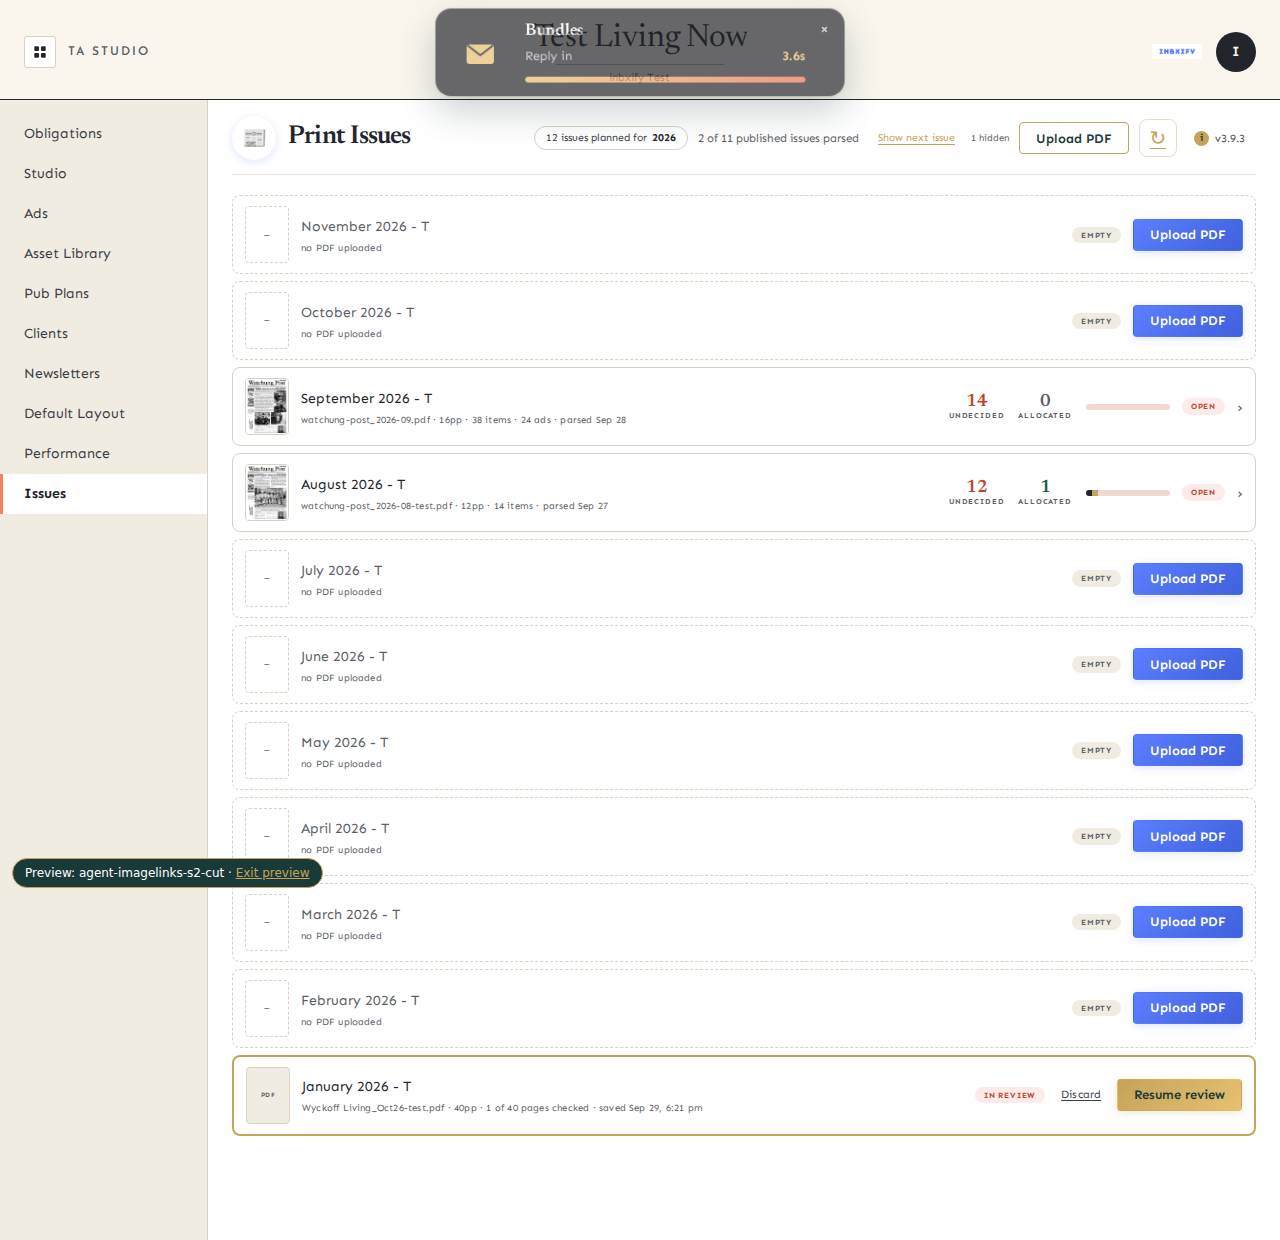 TA STUDIO
Test Living Now
Inbxify Test
Bundles
×
Reply in
3.6s
INBXIFY
I
Obligations
Studio
Ads
Asset Library
Pub Plans
Clients
Newsletters
Default Layout
Performance
Issues
Print Issues
12 issues planned for 2026
2 of 11 published issues parsed
Show next issue
1 hidden
Upload PDF
↻
i
v3.9.3
–
November 2026 - T
no PDF uploaded
EMPTY
Upload PDF
–
October 2026 - T
no PDF uploaded
EMPTY
Upload PDF
Watchung Post
September 2026 - T
watchung-post_2026-09.pdf · 16pp · 38 items · 24 ads · parsed Sep 28
14
UNDECIDED
0
ALLOCATED
OPEN
›
Watchung Post
August 2026 - T
watchung-post_2026-08-test.pdf · 12pp · 14 items · parsed Sep 27
12
UNDECIDED
1
ALLOCATED
OPEN
›
–
July 2026 - T
no PDF uploaded
EMPTY
Upload PDF
–
June 2026 - T
no PDF uploaded
EMPTY
Upload PDF
–
May 2026 - T
no PDF uploaded
EMPTY
Upload PDF
–
April 2026 - T
no PDF uploaded
EMPTY
Upload PDF
Preview: agent-imagelinks-s2-cut · Exit preview
–
March 2026 - T
no PDF uploaded
EMPTY
Upload PDF
–
February 2026 - T
no PDF uploaded
EMPTY
Upload PDF
PDF
January 2026 - T
Wyckoff Living_Oct26-test.pdf · 40pp · 1 of 40 pages checked · saved Sep 29, 6:21 pm
IN REVIEW
Discard
Resume review